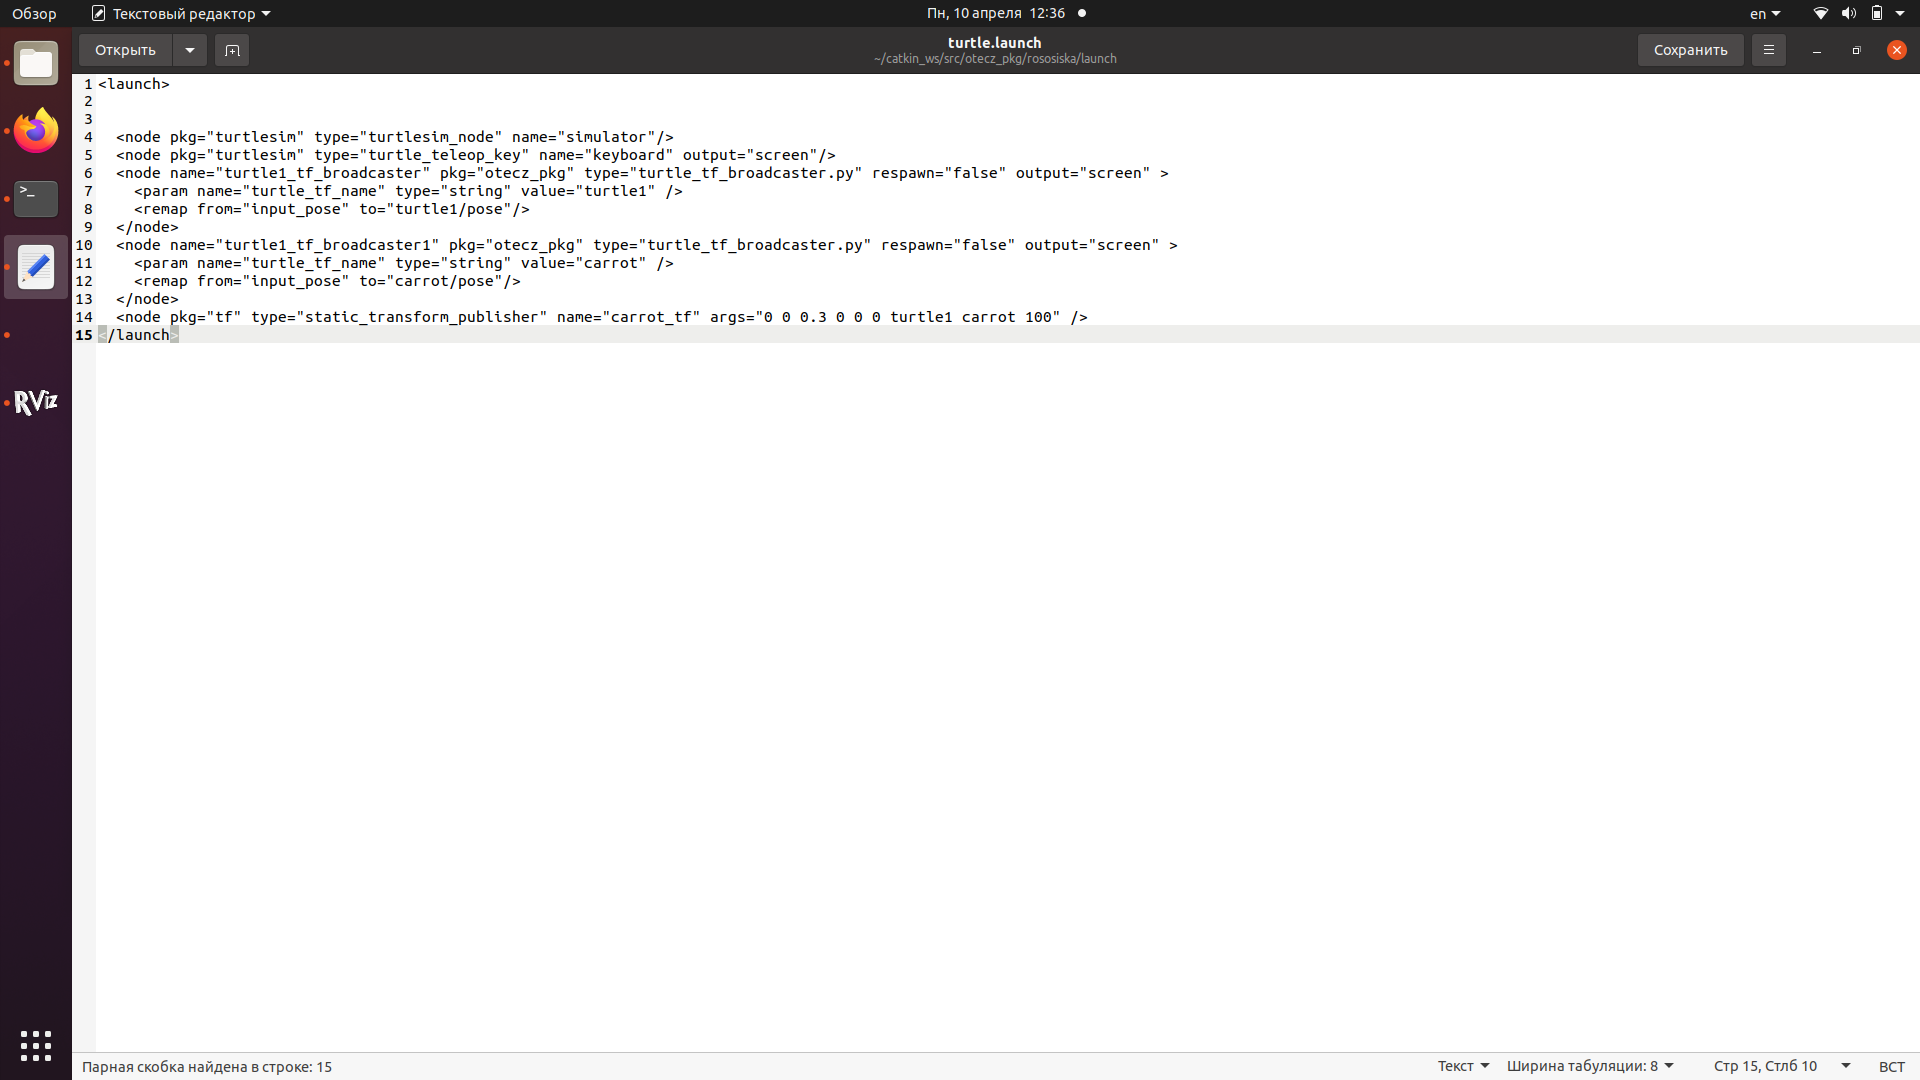 Обзор Текстовый редактор Пн, 10 апреля 12:36 en
Открыть turtle.launch Сохранить
~/catkin_ws/src/otecz_pkg/rososiska/launch
1 <launch>
2
3
4   <node pkg="turtlesim" type="turtlesim_node" name="simulator"/>
5   <node pkg="turtlesim" type="turtle_teleop_key" name="keyboard" output="screen"/>
6   <node name="turtle1_tf_broadcaster" pkg="otecz_pkg" type="turtle_tf_broadcaster.py" respawn="false" output="screen" >
7     <param name="turtle_tf_name" type="string" value="turtle1" />
8     <remap from="input_pose" to="turtle1/pose"/>
9   </node>
10   <node name="turtle1_tf_broadcaster1" pkg="otecz_pkg" type="turtle_tf_broadcaster.py" respawn="false" output="screen" >
11     <param name="turtle_tf_name" type="string" value="carrot" />
12     <remap from="input_pose" to="carrot/pose"/>
13   </node>
14   <node pkg="tf" type="static_transform_publisher" name="carrot_tf" args="0 0 0.3 0 0 0 turtle1 carrot 100" />
15 </launch>
>_
RViz
Парная скобка найдена в строке: 15 Текст Ширина табуляции: 8 Стр 15, Стлб 10 ВСТ